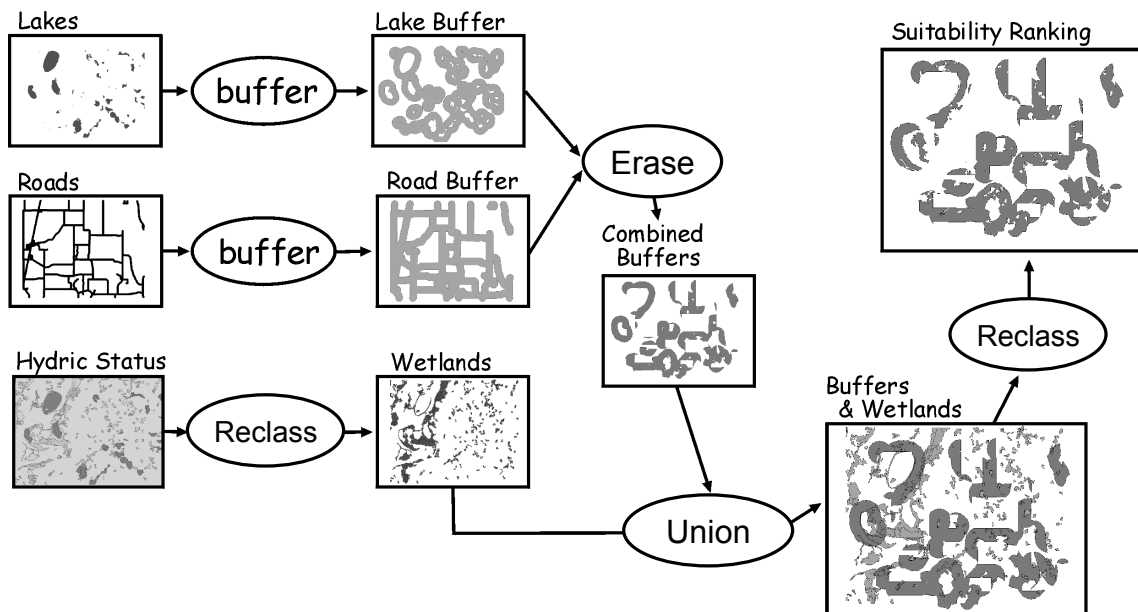 Lakes
buffer
Lake Buffer
Suitability Ranking
Erase
Roads
buffer
Road Buffer
Combined
Buffers
Reclass
Hydric Status
Reclass
Wetlands
Buffers
& Wetlands
Union